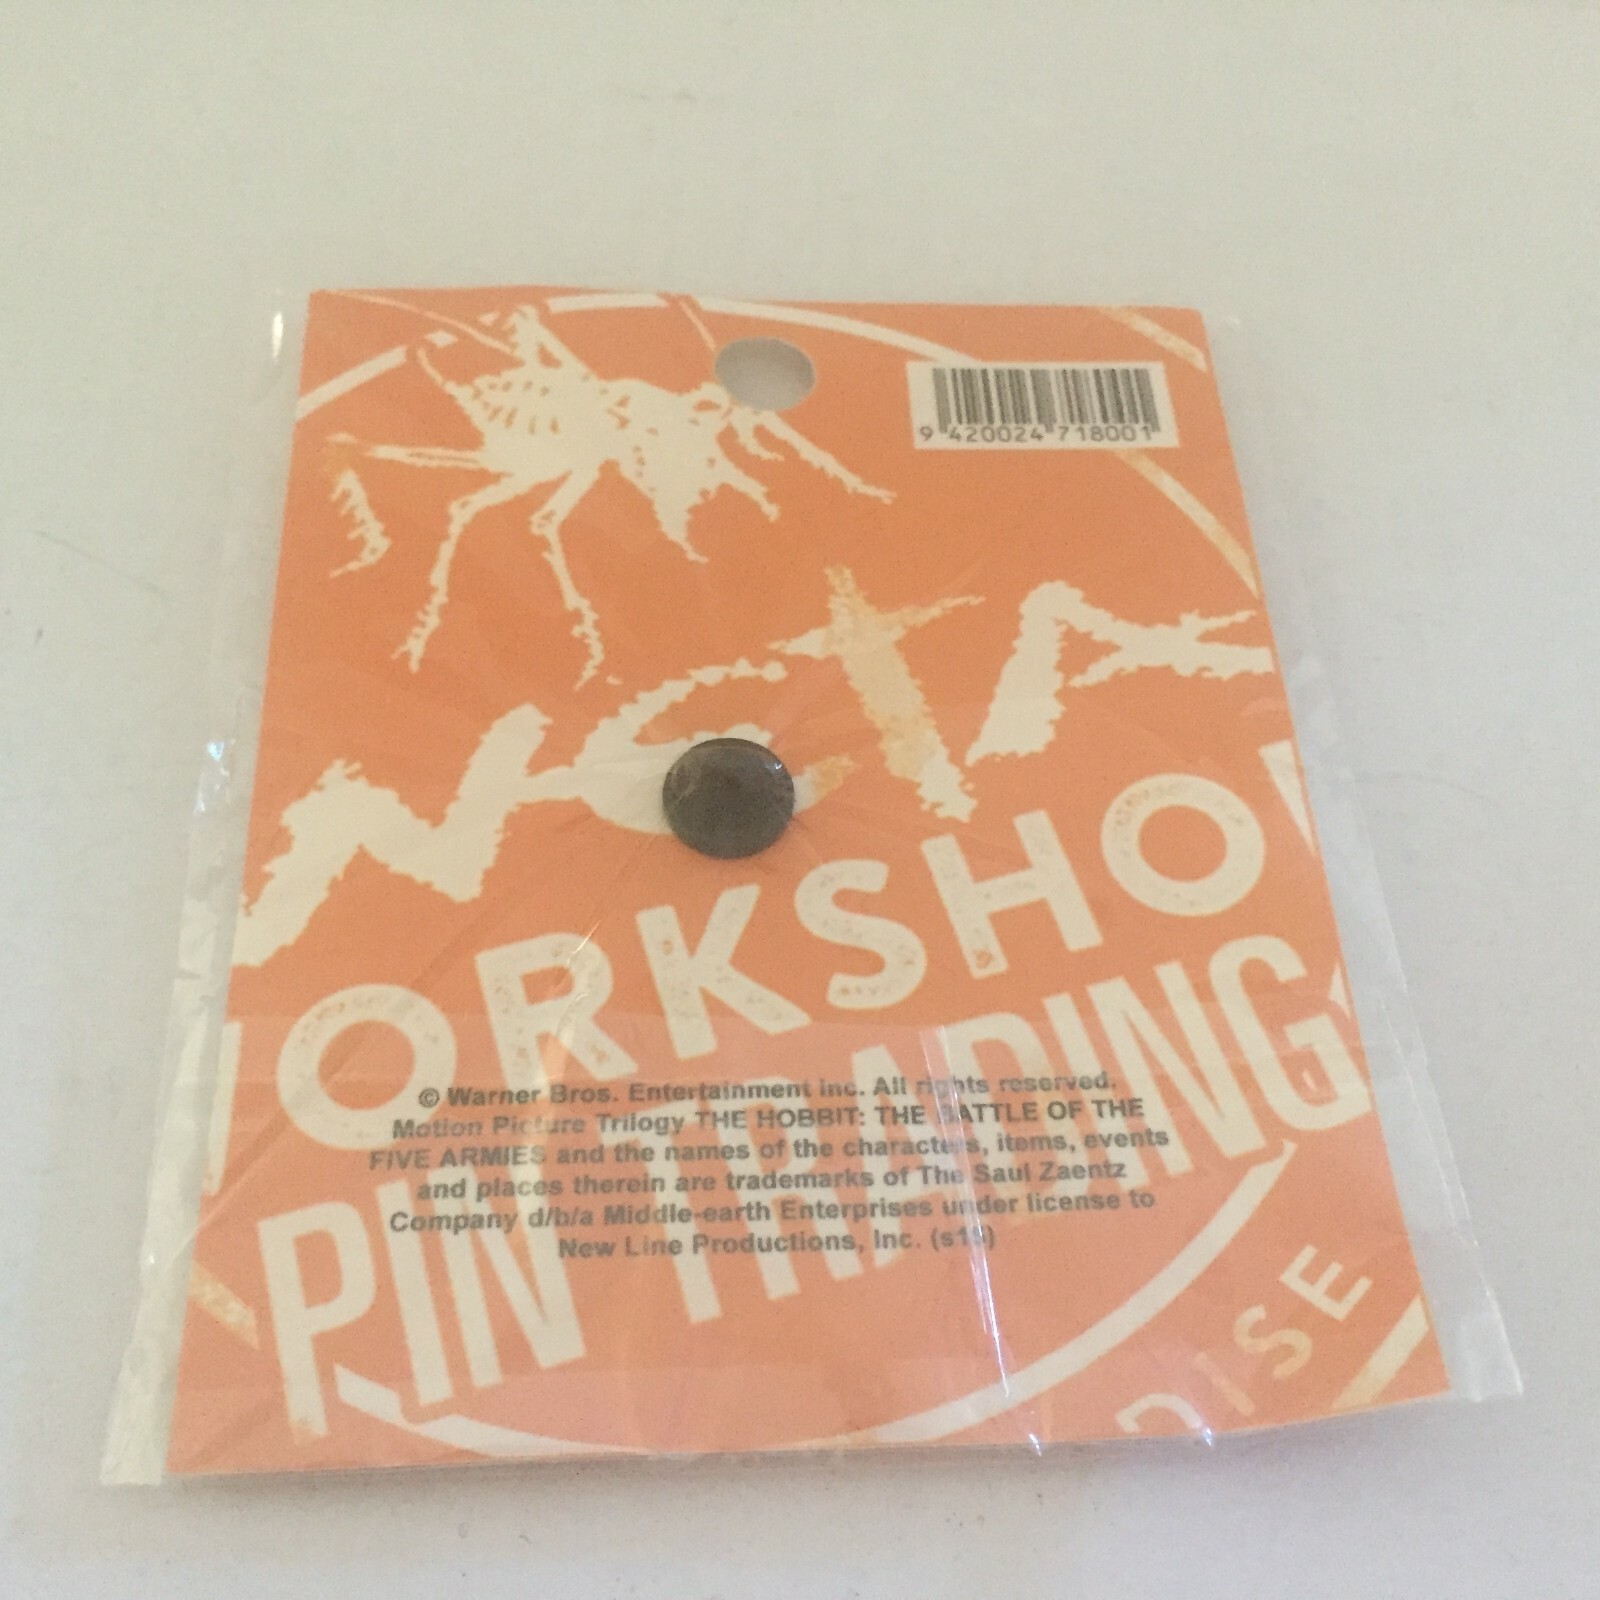 9 420024 718001
WETA
WORKSHO
PIN TRADING
© Warner Bros. Entertainment Inc. All rights reserved.
Motion Picture Trilogy THE HOBBIT: THE BATTLE OF THE
FIVE ARMIES and the names of the characters, items, events
and places therein are trademarks of The Saul Zaentz
Company d/b/a Middle-earth Enterprises under license to
New Line Productions, Inc.
DISE